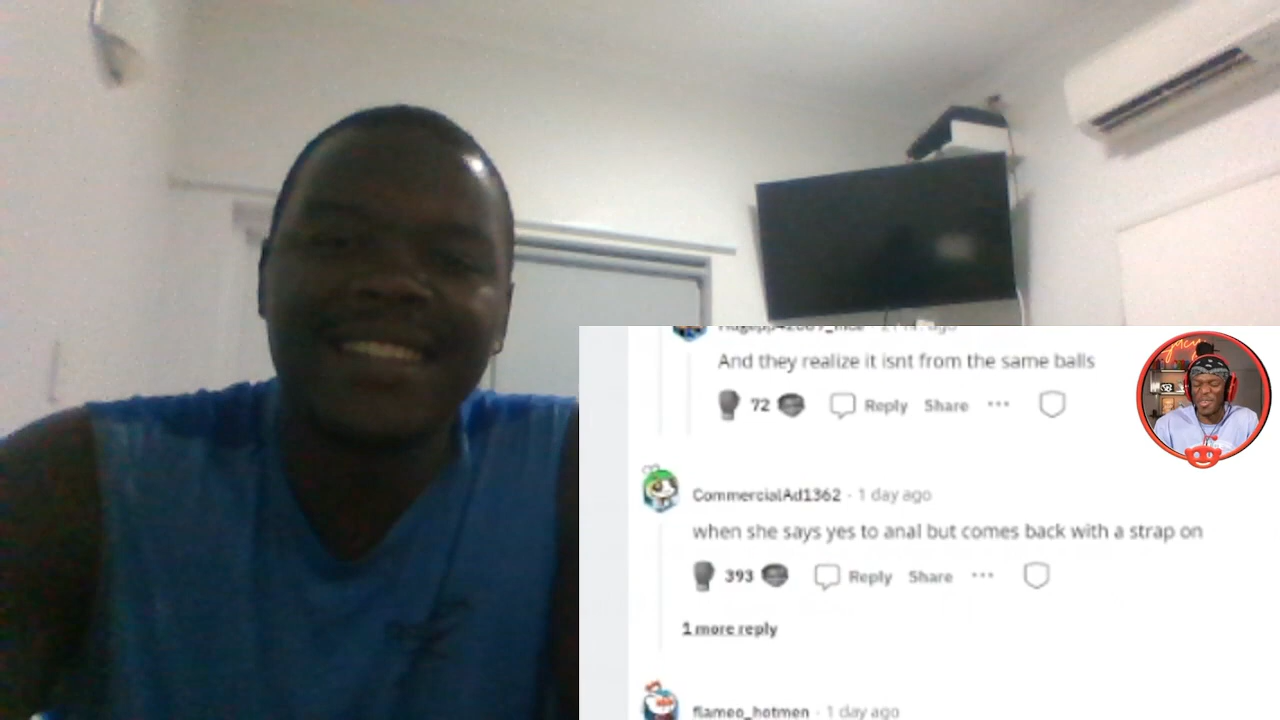 And they realize it isnt from the same balls
72 Reply Share ...
CommercialAd1362 · 1 day ago
when she says yes to anal but comes back with a strap on
393 Reply Share ...
1 more reply
flameo_hotmen · 1 day ago